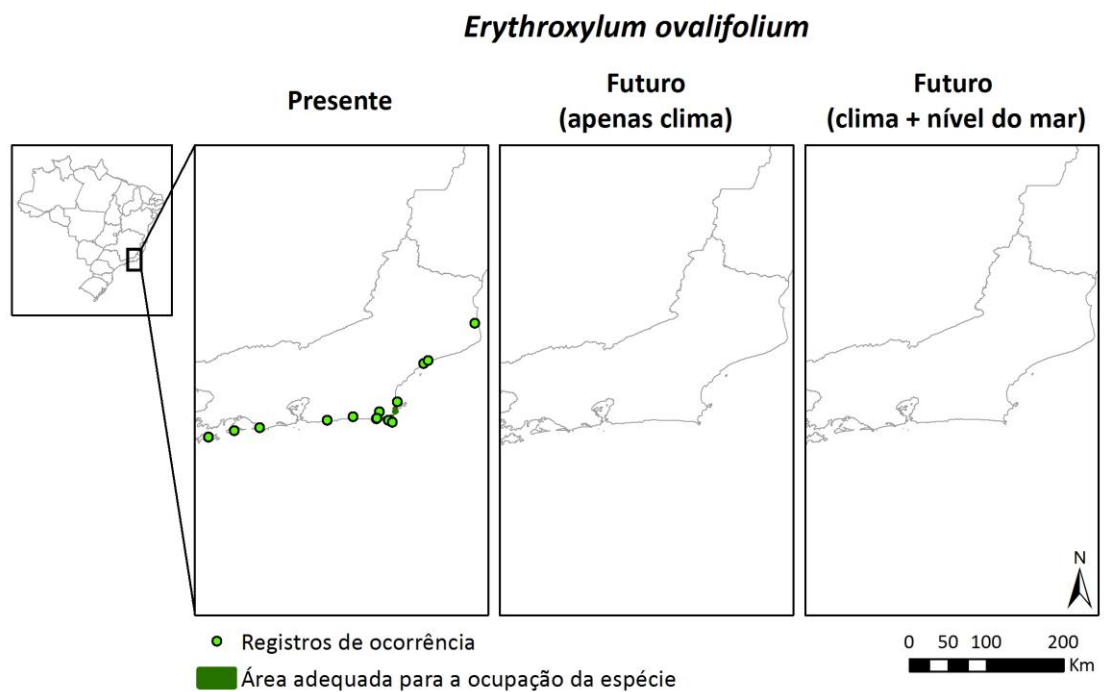 Erythroxylum ovalifolium
Presente
Futuro
(apenas clima)
Futuro
(clima + nível do mar)
N
Registros de ocorrência
Área adequada para a ocupação da espécie
0 50 100 200
Km